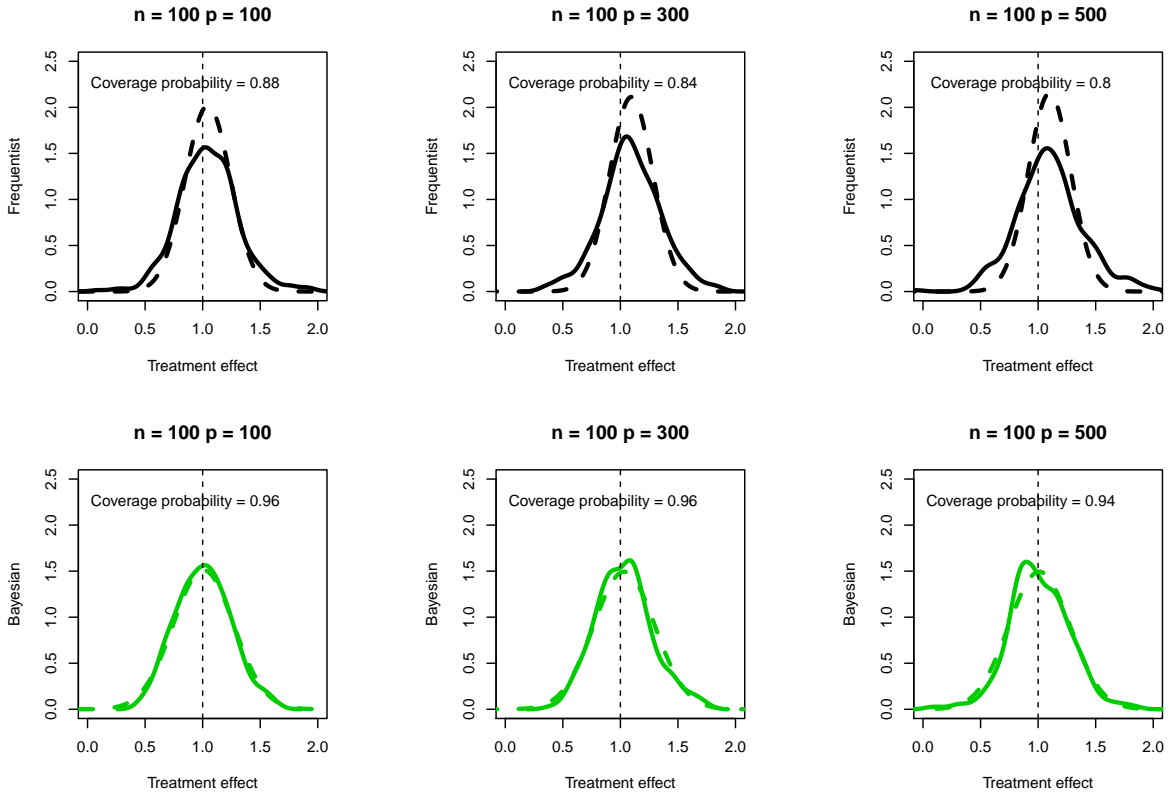 n = 100 p = 100
n = 100 p = 300
n = 100 p = 500
Coverage probability = 0.88
Frequentist
0.0 0.5 1.0 1.5 2.0 2.5
0.0 0.5 1.0 1.5 2.0
Treatment effect
Coverage probability = 0.84
Frequentist
0.0 0.5 1.0 1.5 2.0 2.5
0.0 0.5 1.0 1.5 2.0
Treatment effect
Coverage probability = 0.8
Frequentist
0.0 0.5 1.0 1.5 2.0 2.5
0.0 0.5 1.0 1.5 2.0
Treatment effect
n = 100 p = 100
n = 100 p = 300
n = 100 p = 500
Coverage probability = 0.96
Bayesian
0.0 0.5 1.0 1.5 2.0 2.5
0.0 0.5 1.0 1.5 2.0
Treatment effect
Coverage probability = 0.96
Bayesian
0.0 0.5 1.0 1.5 2.0 2.5
0.0 0.5 1.0 1.5 2.0
Treatment effect
Coverage probability = 0.94
Bayesian
0.0 0.5 1.0 1.5 2.0 2.5
0.0 0.5 1.0 1.5 2.0
Treatment effect